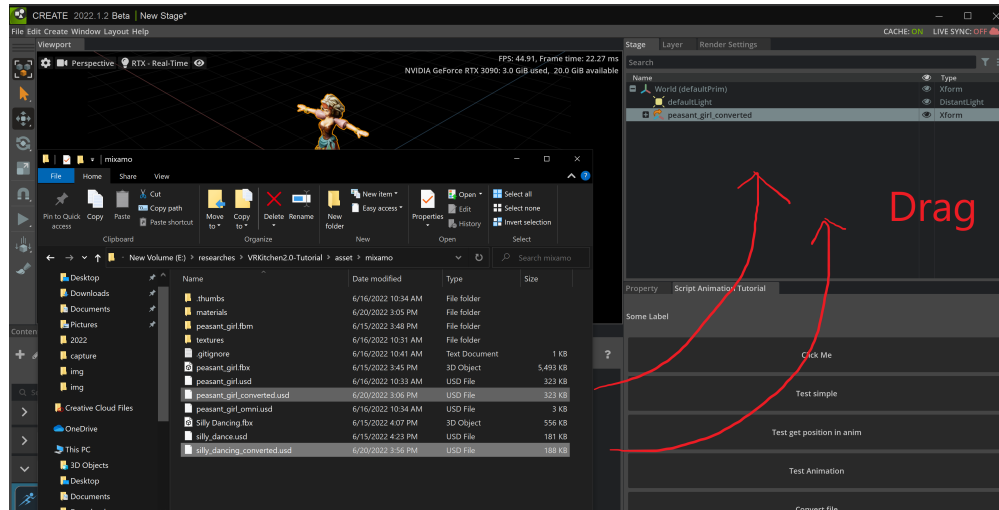 CREATE 2022.1.2 Beta | New Stage*
File Edit Create Window Layout Help
CACHE: ON LIVE SYNC: OFF
Viewport
Stage Layer Render Settings
Perspective RTX - Real-Time
FPS: 44.91, Frame time: 22.27 ms
NVIDIA GeForce RTX 3090: 3.0 GiB used, 20.0 GiB available
Search
Name Type
World (defaultPrim) Xform
defaultLight DistantLight
peasant_girl_converted Xform
mixamo
File Home Share View
Pin to Quick access
Copy
Paste
Cut
Copy path
Paste shortcut
Move to
Copy to
Delete
Rename
New folder
New item
Easy access
Properties
Open
Edit
History
Select all
Select none
Invert selection
Clipboard Organize New Open Select
New Volume (E:) > researches > VRKitchen2.0-Tutorial > asset > mixamo
Search mixamo
Drag
Desktop
Downloads
Documents
Pictures
2022
capture
img
img
Creative Cloud Files
OneDrive
This PC
3D Objects
Desktop
Documents
Name Date modified Type Size
.thumbs 6/16/2022 10:34 AM File folder
materials 6/20/2022 3:05 PM File folder
peasant_girl.fbm 6/15/2022 3:48 PM File folder
textures 6/16/2022 10:31 AM File folder
.gitignore 6/16/2022 10:41 AM Text Document 1 KB
peasant_girl.fbx 6/15/2022 3:45 PM 3D Object 5,493 KB
peasant_girl.usd 6/16/2022 10:33 AM USD File 323 KB
peasant_girl_converted.usd 6/20/2022 3:06 PM USD File 323 KB
peasant_girl_omni.usd 6/16/2022 10:34 AM USD File 3 KB
Silly Dancing.fbx 6/15/2022 4:07 PM 3D Object 556 KB
silly_dance.usd 6/15/2022 4:23 PM USD File 181 KB
silly_dancing_converted.usd 6/20/2022 3:56 PM USD File 188 KB
Property Script Animation Tutorial
Some Label
Click Me
Test simple
Test get position in anim
Test Animation
Convert file
?